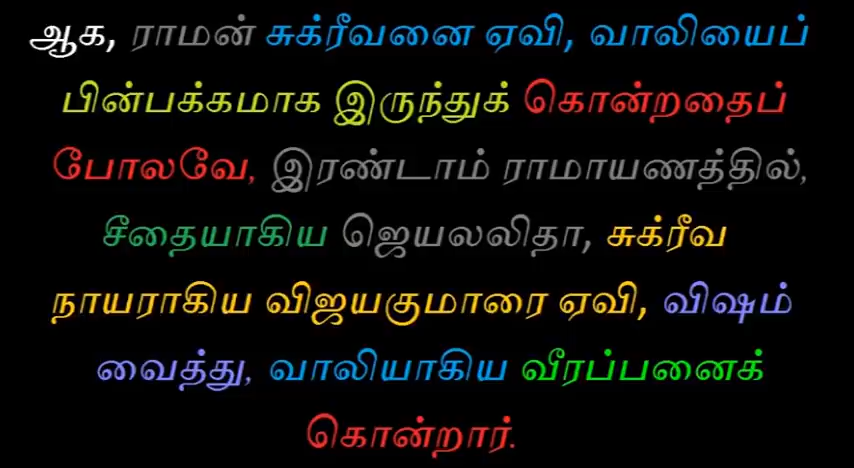 ஆக, ராமன் சுக்ரீவனை ஏவி, வாலியைப்
பின்பக்கமாக இருந்துக் கொன்றதைப்
போலவே, இரண்டாம் ராமாயணத்தில்,
சீதையாகிய ஜெயலலிதா, சுக்ரீவ
நாயராகிய விஜயகுமாரை ஏவி, விஷம்
வைத்து, வாலியாகிய வீரப்பனைக்
கொன்றார்.